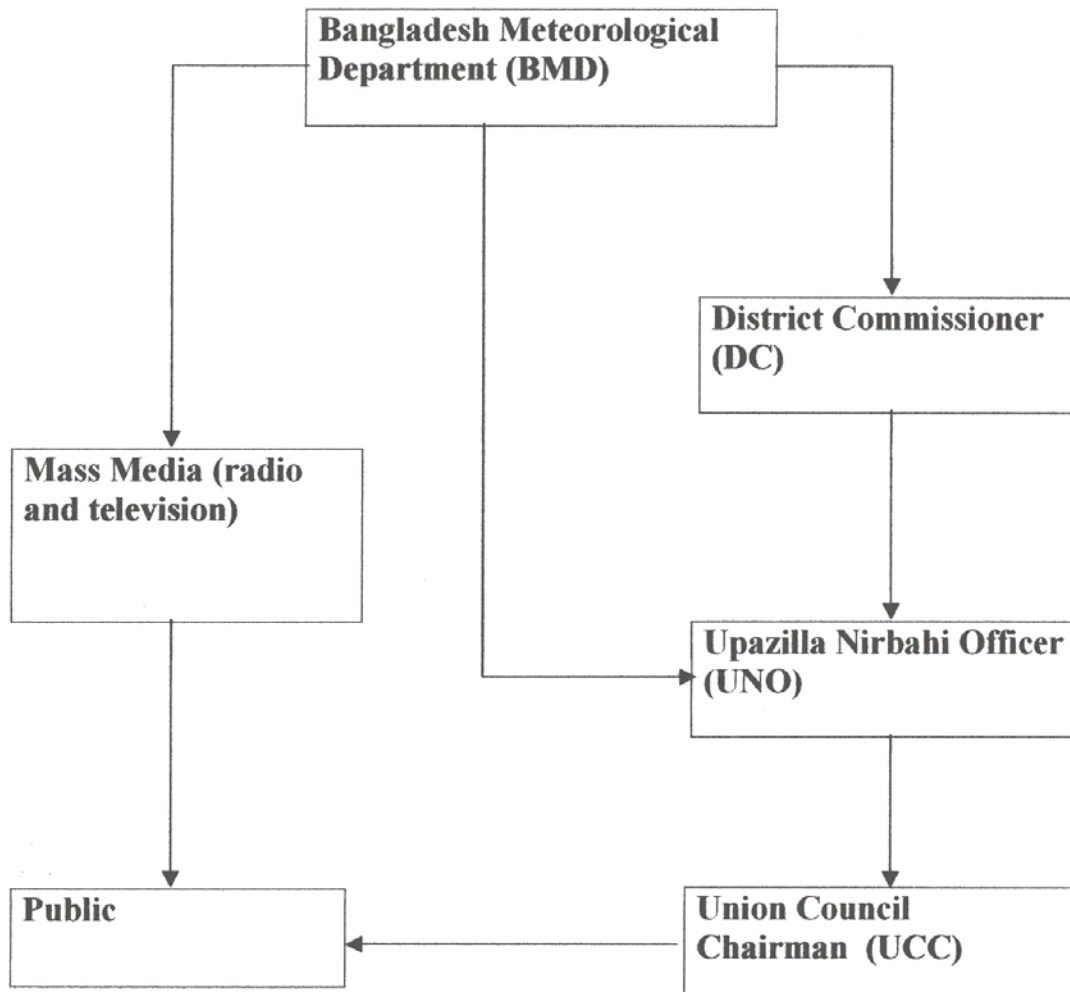 Bangladesh Meteorological
Department (BMD)
District Commissioner
(DC)
Mass Media (radio
and television)
Upazilla Nirbahi Officer
(UNO)
Public
Union Council
Chairman (UCC)